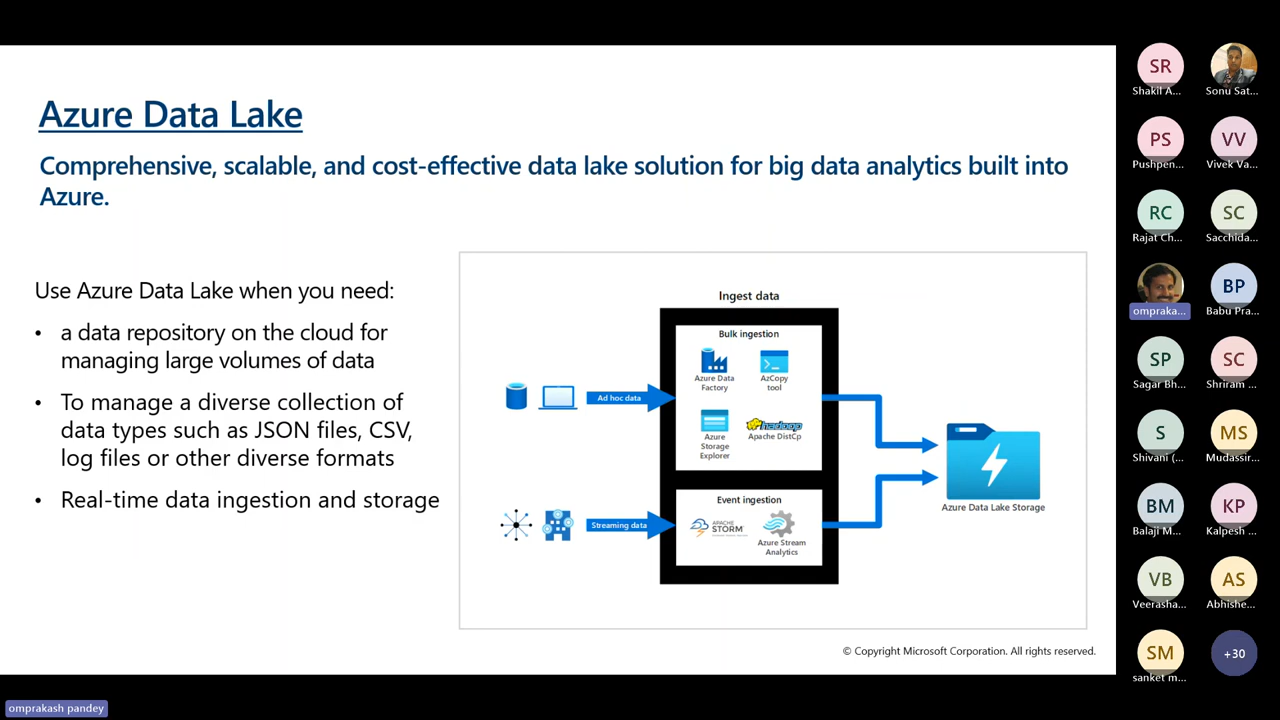 Azure Data Lake
Comprehensive, scalable, and cost-effective data lake solution for big data analytics built into
Azure.
Use Azure Data Lake when you need:
• a data repository on the cloud for
managing large volumes of data
• To manage a diverse collection of
data types such as JSON files, CSV,
log files or other diverse formats
• Real-time data ingestion and storage
Ingest data
Bulk ingestion
Azure Data
Factory
AzCopy
tool
Azure
Storage
Explorer
hadoop
Apache DistCp
Ad hoc data
Event ingestion
Streaming data
APACHE
STORM
Azure Stream
Analytics
Azure Data Lake Storage
© Copyright Microsoft Corporation. All rights reserved.
omprakash pandey
SR
Shakil A...
Sonu Sat...
PS
Pushpen...
VV
Vivek Va...
RC
Rajat Ch...
SC
Sacchida...
ompraka...
BP
Babu Pra...
SP
Sagar Bh...
SC
Shriram ...
S
Shivani (...
MS
Mudassir...
BM
Balaji M...
KP
Kalpesh ...
VB
Veerasha...
AS
Abhishe...
SM
sanket m...
+30